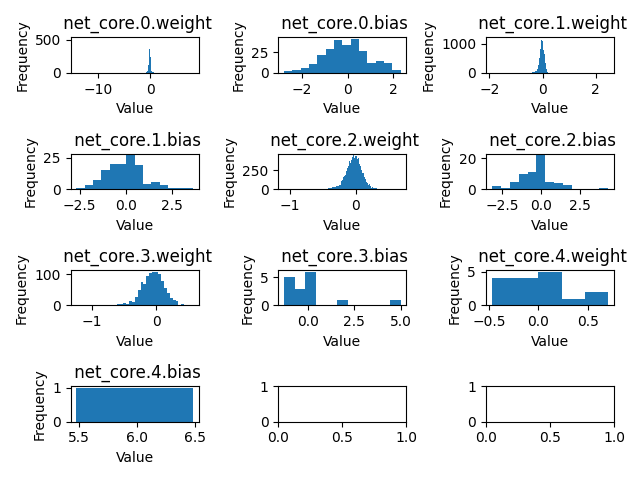 net_core.0.weight
Frequency
500
0
−10
0
Value
net_core.0.bias
Frequency
25
0
−2
0
2
Value
net_core.1.weight
Frequency
1000
0
−2
0
2
Value
net_core.1.bias
Frequency
25
0
−2.5
0.0
2.5
Value
net_core.2.weight
Frequency
250
0
−1
0
Value
net_core.2.bias
Frequency
20
0
−2.5
0.0
2.5
Value
net_core.3.weight
Frequency
100
0
−1
0
Value
net_core.3.bias
Frequency
5
0
0.0
2.5
5.0
Value
net_core.4.weight
Frequency
5
0
−0.5
0.0
0.5
Value
net_core.4.bias
Frequency
1
0
5.5
6.0
6.5
Value
1
0
0.0
0.5
1.0
1
0
0.0
0.5
1.0